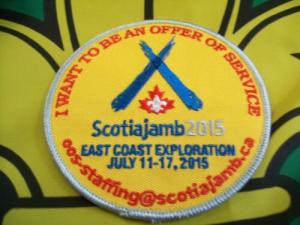 I WANT TO BE AN OFFER OF SERVICE
Scotiajamb2015
EAST COAST EXPLORATION
JULY 11-17, 2015
oos-staffing@scotiajamb.ca